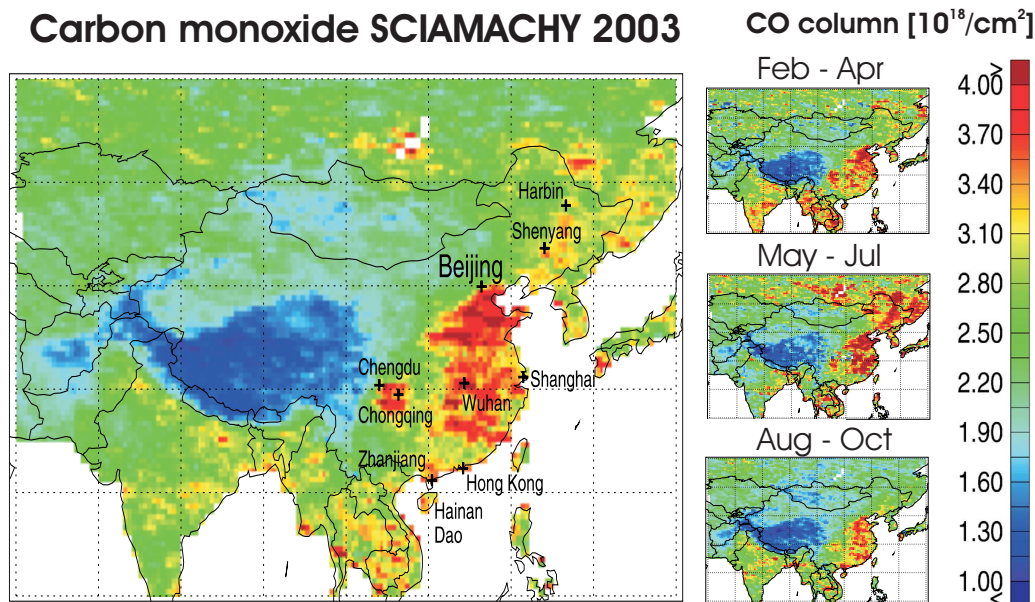 Carbon monoxide SCIAMACHY 2003
CO column [10¹⁸/cm²]
Harbin
Shenyang
Beijing
Chengdu
Shanghai
Chongqing
Wuhan
Zhanjiang
Hong Kong
Hainan
Dao
Feb - Apr
May - Jul
Aug - Oct
>
4.00
3.70
3.40
3.10
2.80
2.50
2.20
1.90
1.60
1.30
1.00
<